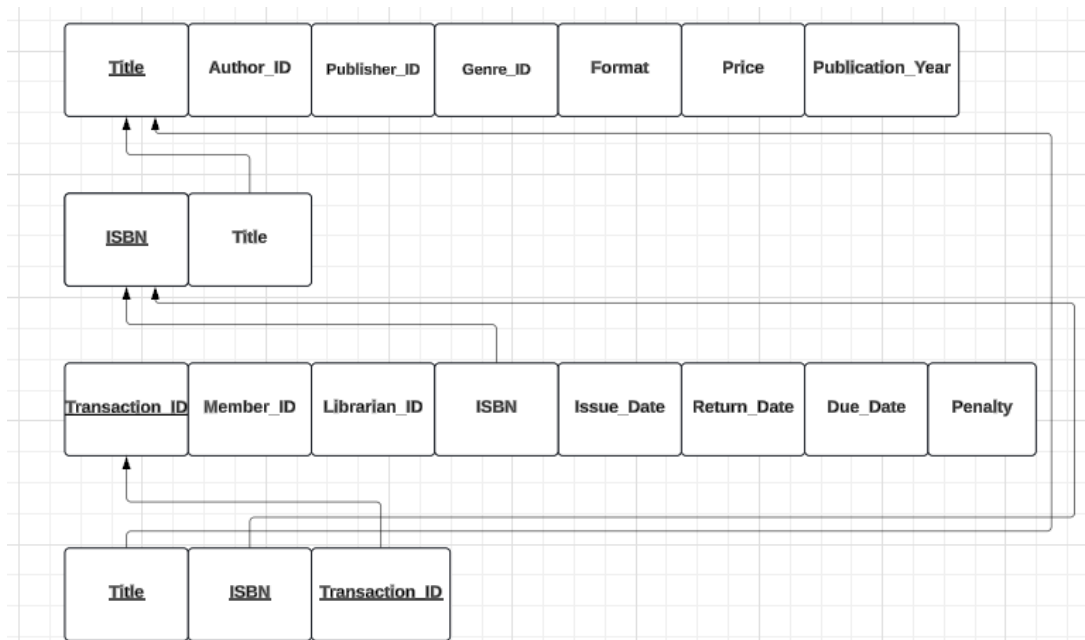 Title Author_ID Publisher_ID Genre_ID Format Price Publication_Year
ISBN Title
Transaction_ID Member_ID Librarian_ID ISBN Issue_Date Return_Date Due_Date Penalty
Title ISBN Transaction_ID